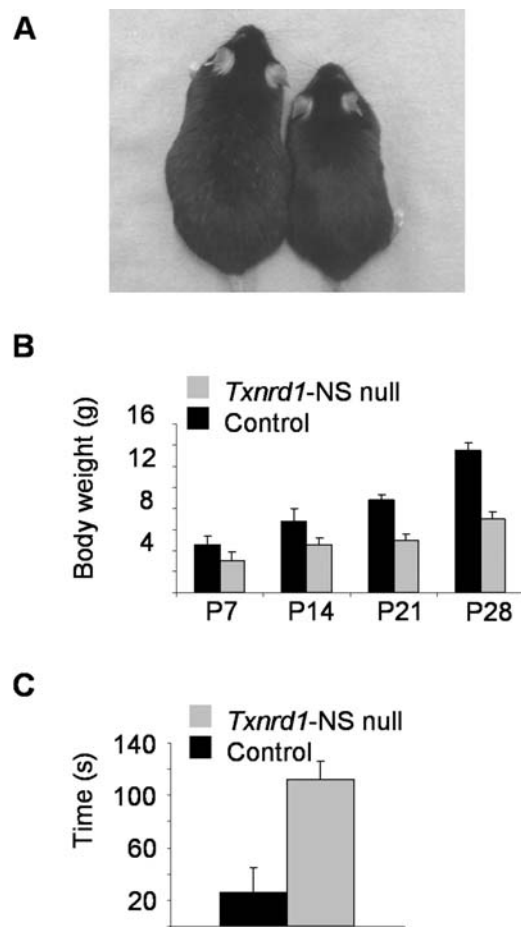 A
B
Txnrd1-NS null
Control
Body weight (g)
16
12
8
4
P7 P14 P21 P28
C
Txnrd1-NS null
Control
Time (s)
140
100
60
20